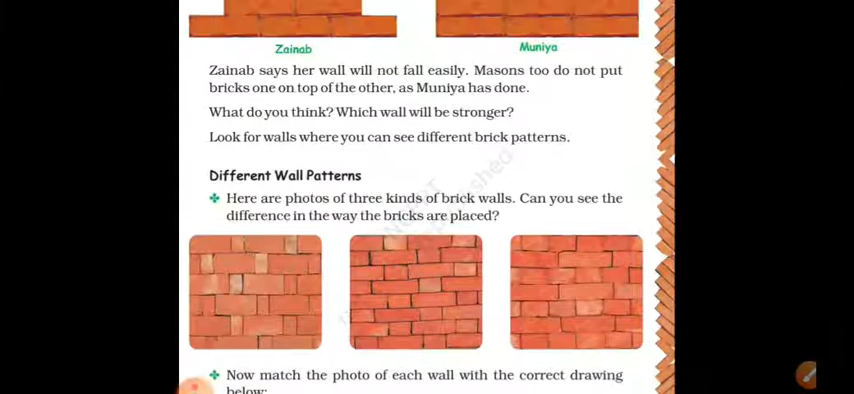 Zainab
Muniya
Zainab says her wall will not fall easily. Masons too do not put
bricks one on top of the other, as Muniya has done.
What do you think? Which wall will be stronger?
Look for walls where you can see different brick patterns.
Different Wall Patterns
Here are photos of three kinds of brick walls. Can you see the
difference in the way the bricks are placed?
Now match the photo of each wall with the correct drawing
below: